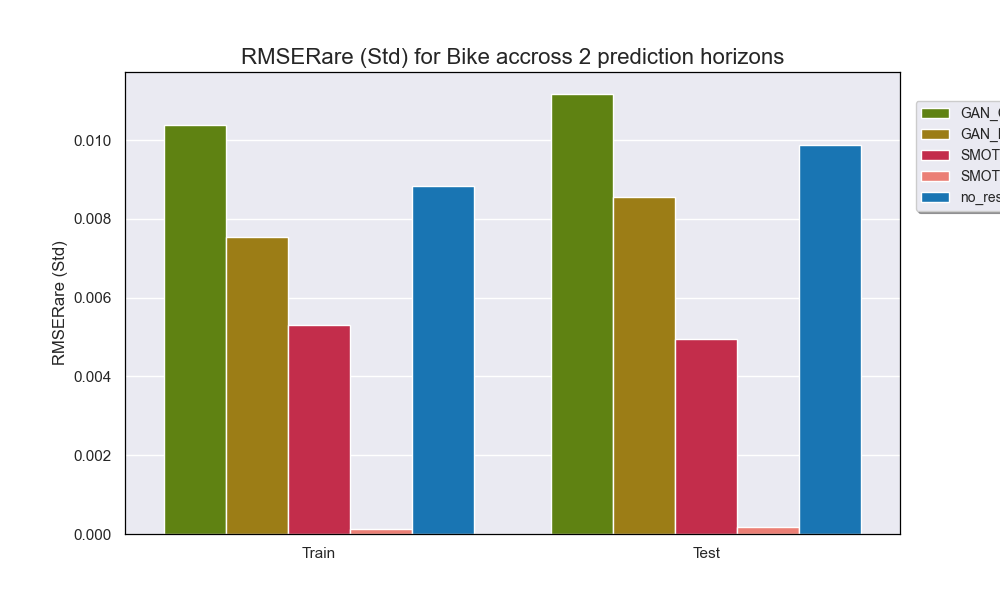 RMSERare (Std) for Bike accross 2 prediction horizons
RMSERare (Std)
0.010
0.008
0.006
0.004
0.002
0.000
Train
Test
no_res